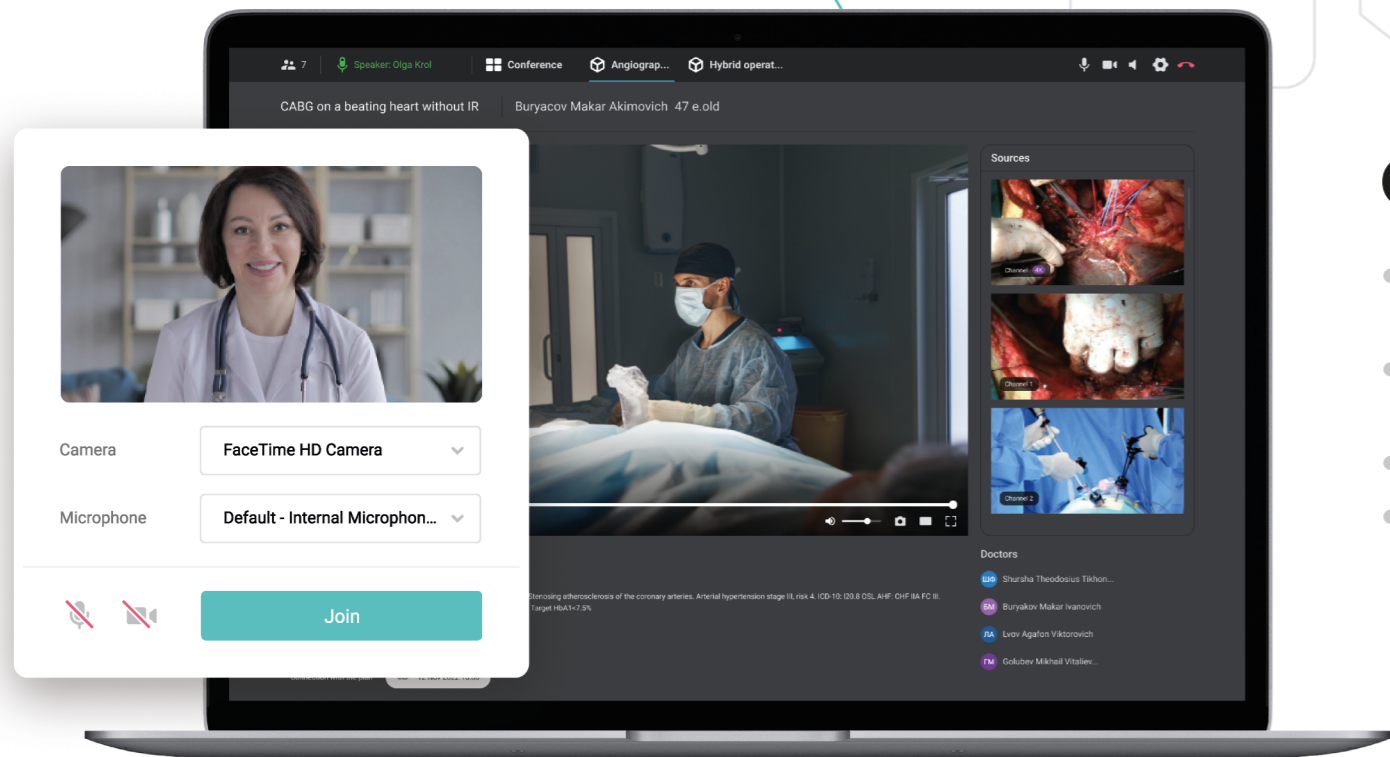 7
Speaker: Olga Krol
Conference
Angiograp...
Hybrid operat...
CABG on a beating heart without IR
Buryacov Makar Akimovich 47 e.old
Camera
FaceTime HD Camera
Microphone
Default - Internal Microphon...
Join
Sources
Channel 4K
Channel 1
Channel 2
Stenosing atherosclerosis of the coronary arteries. Arterial hypertension stage III, risk 4. ICD-10: I20.8 OSL AHF: CHF IIA FC III.
Target HbA1<7.5%
Doctors
ШФ Shursha Theodosius Tikhon...
БМ Buryakov Makar Ivanovich
ЛА Lvov Agafon Viktorovich
ГМ Golubev Mikhail Vitaliev...